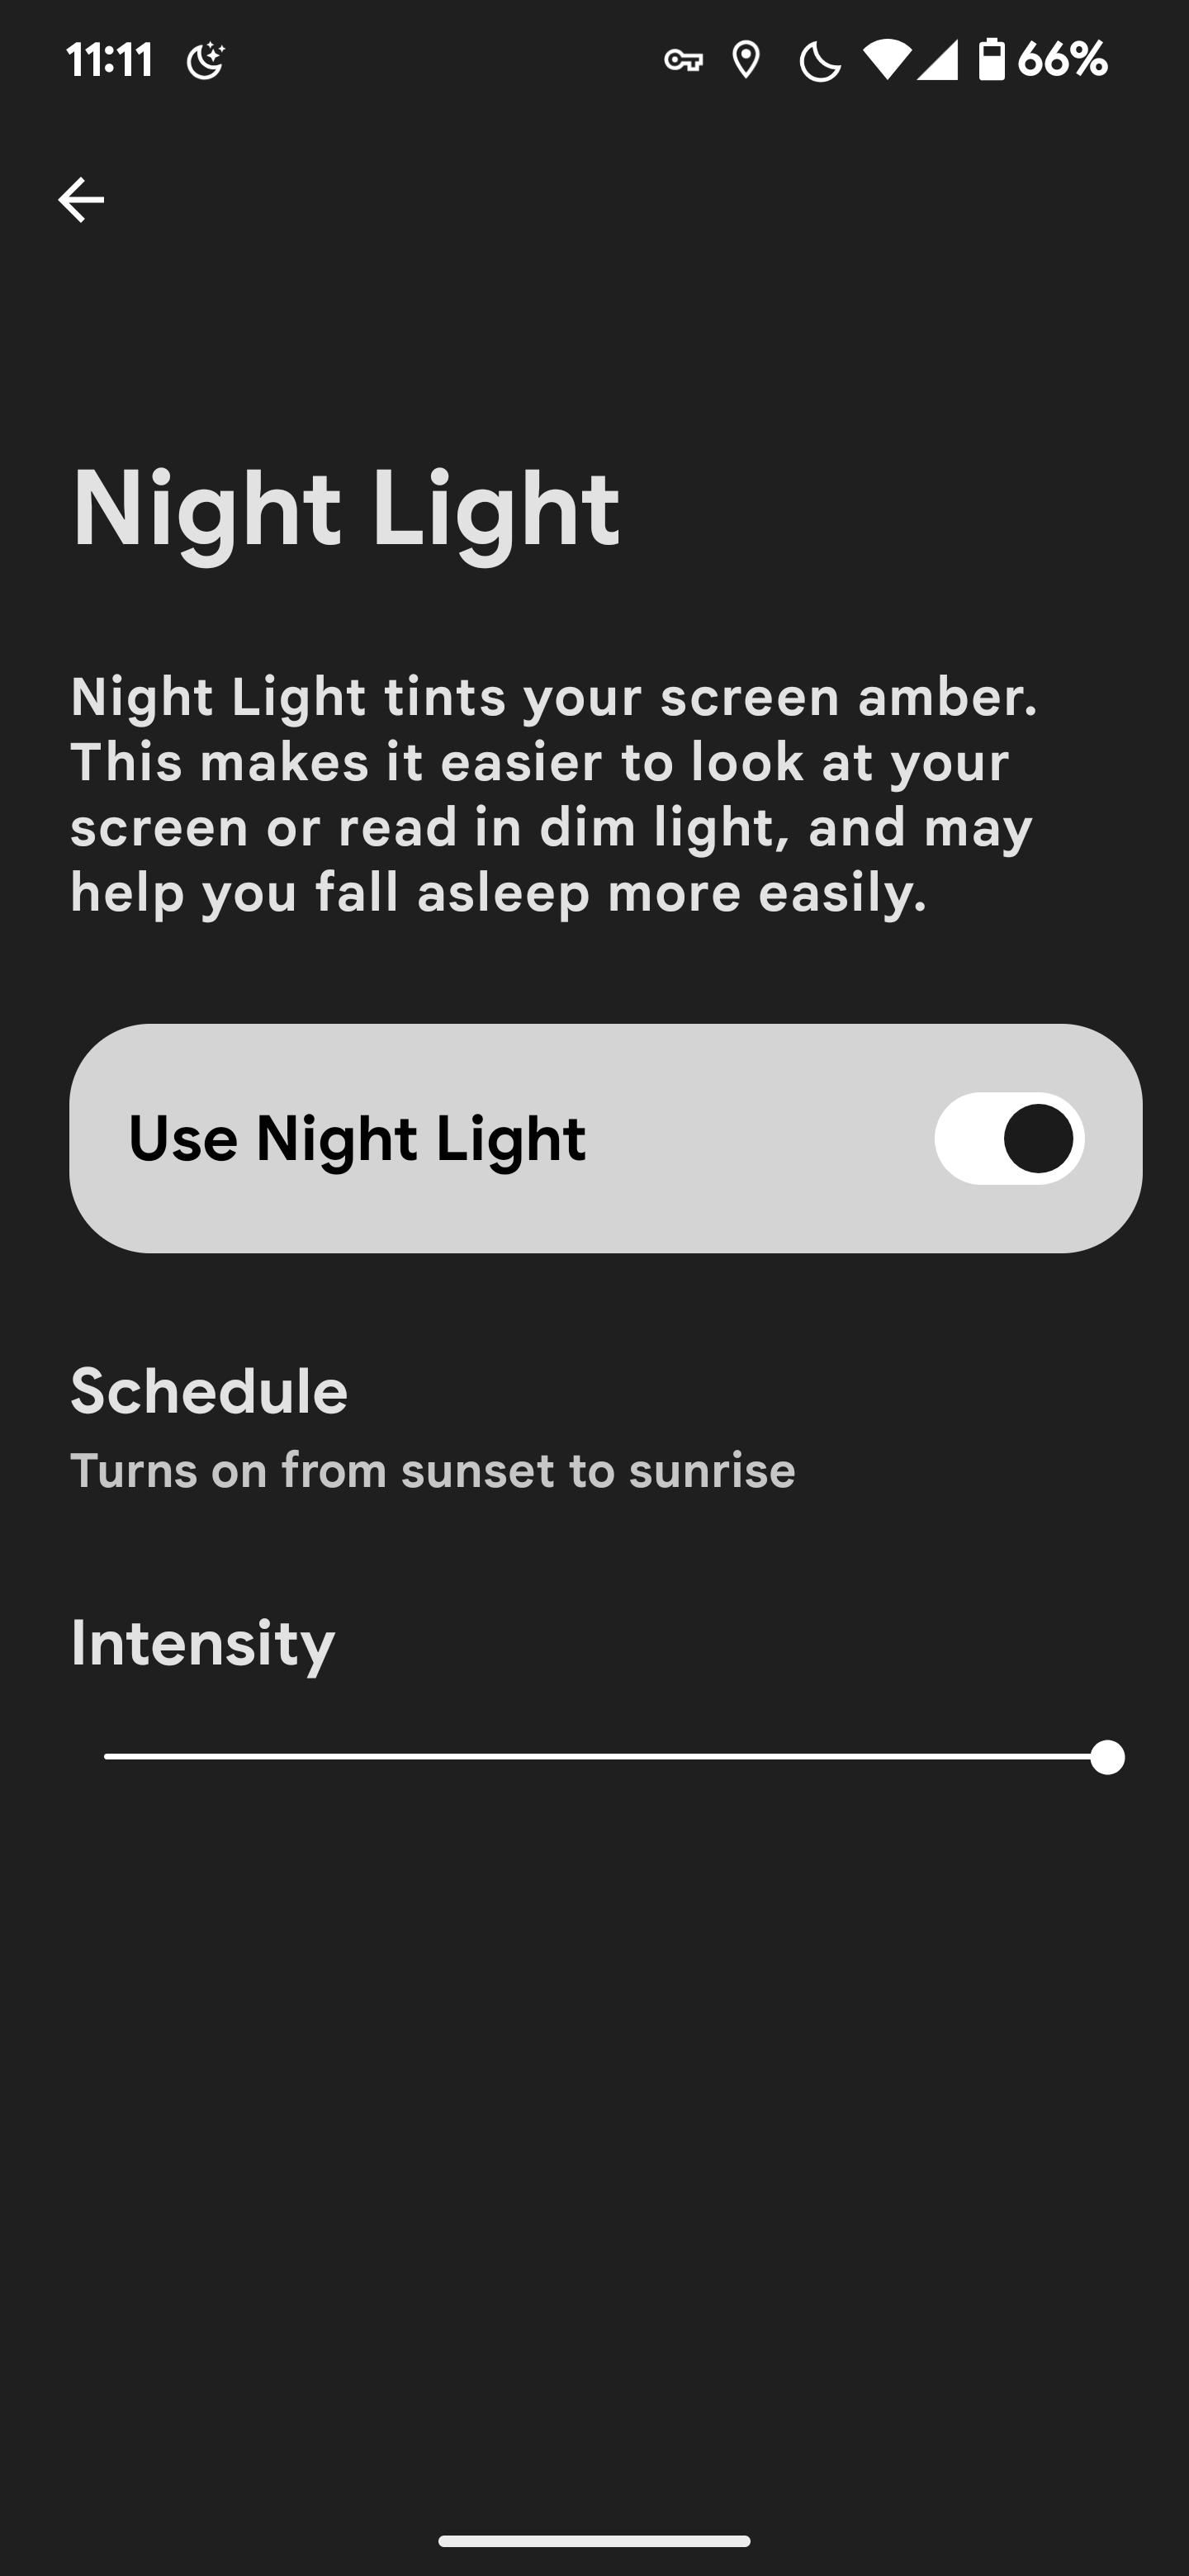 11:11 66%
Night Light
Night Light tints your screen amber.
This makes it easier to look at your
screen or read in dim light, and may
help you fall asleep more easily.
Use Night Light
Schedule
Turns on from sunset to sunrise
Intensity